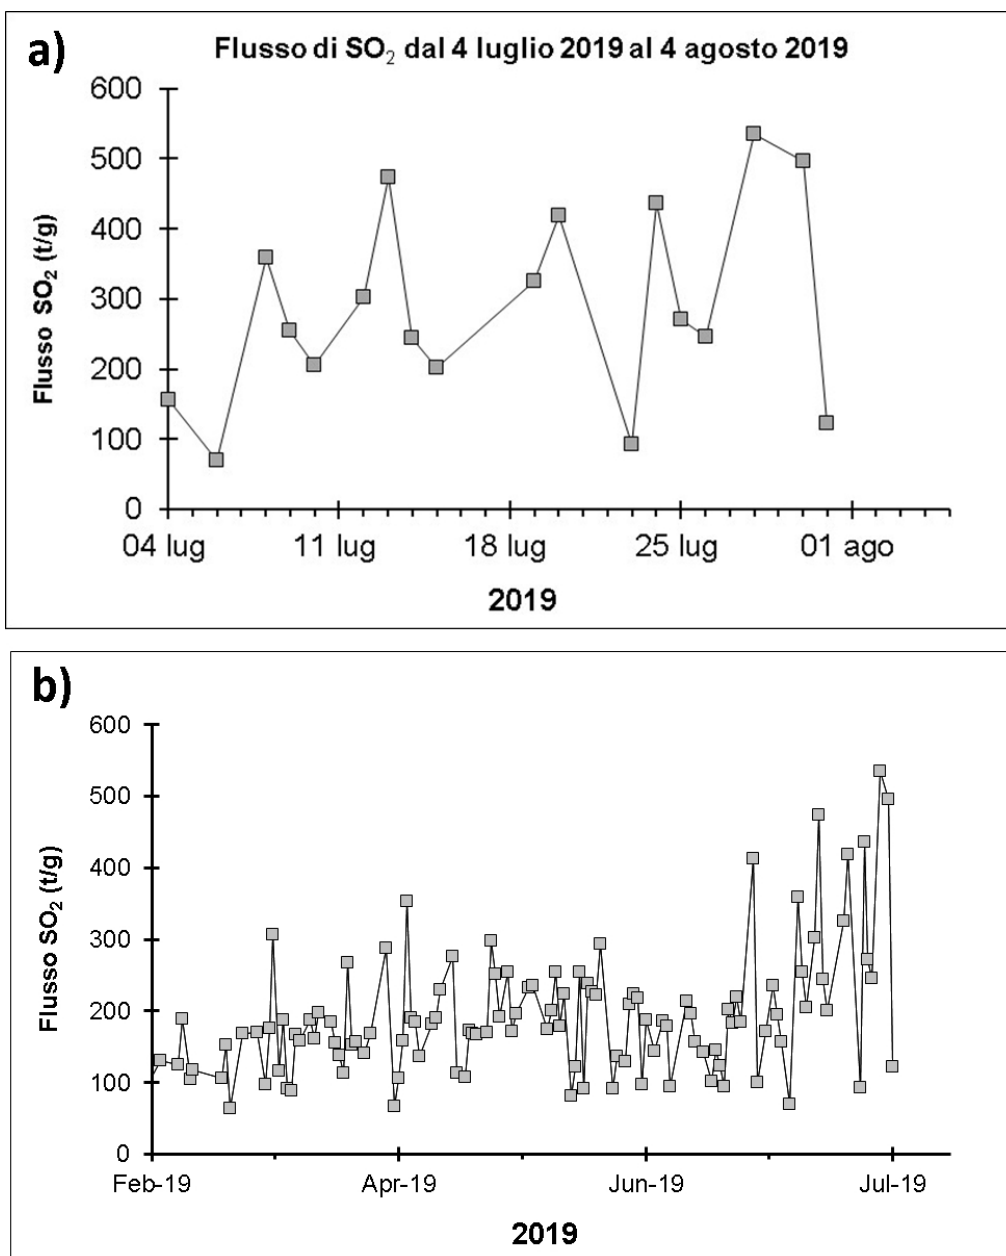 a)
Flusso di SO₂ dal 4 luglio 2019 al 4 agosto 2019
600
500
400
300
200
100
0
Flusso SO₂ (t/g)
04 lug 11 lug 18 lug 25 lug 01 ago
2019
b)
600
500
400
300
200
100
0
Flusso SO₂ (t/g)
Feb-19 Apr-19 Jun-19 Jul-19
2019